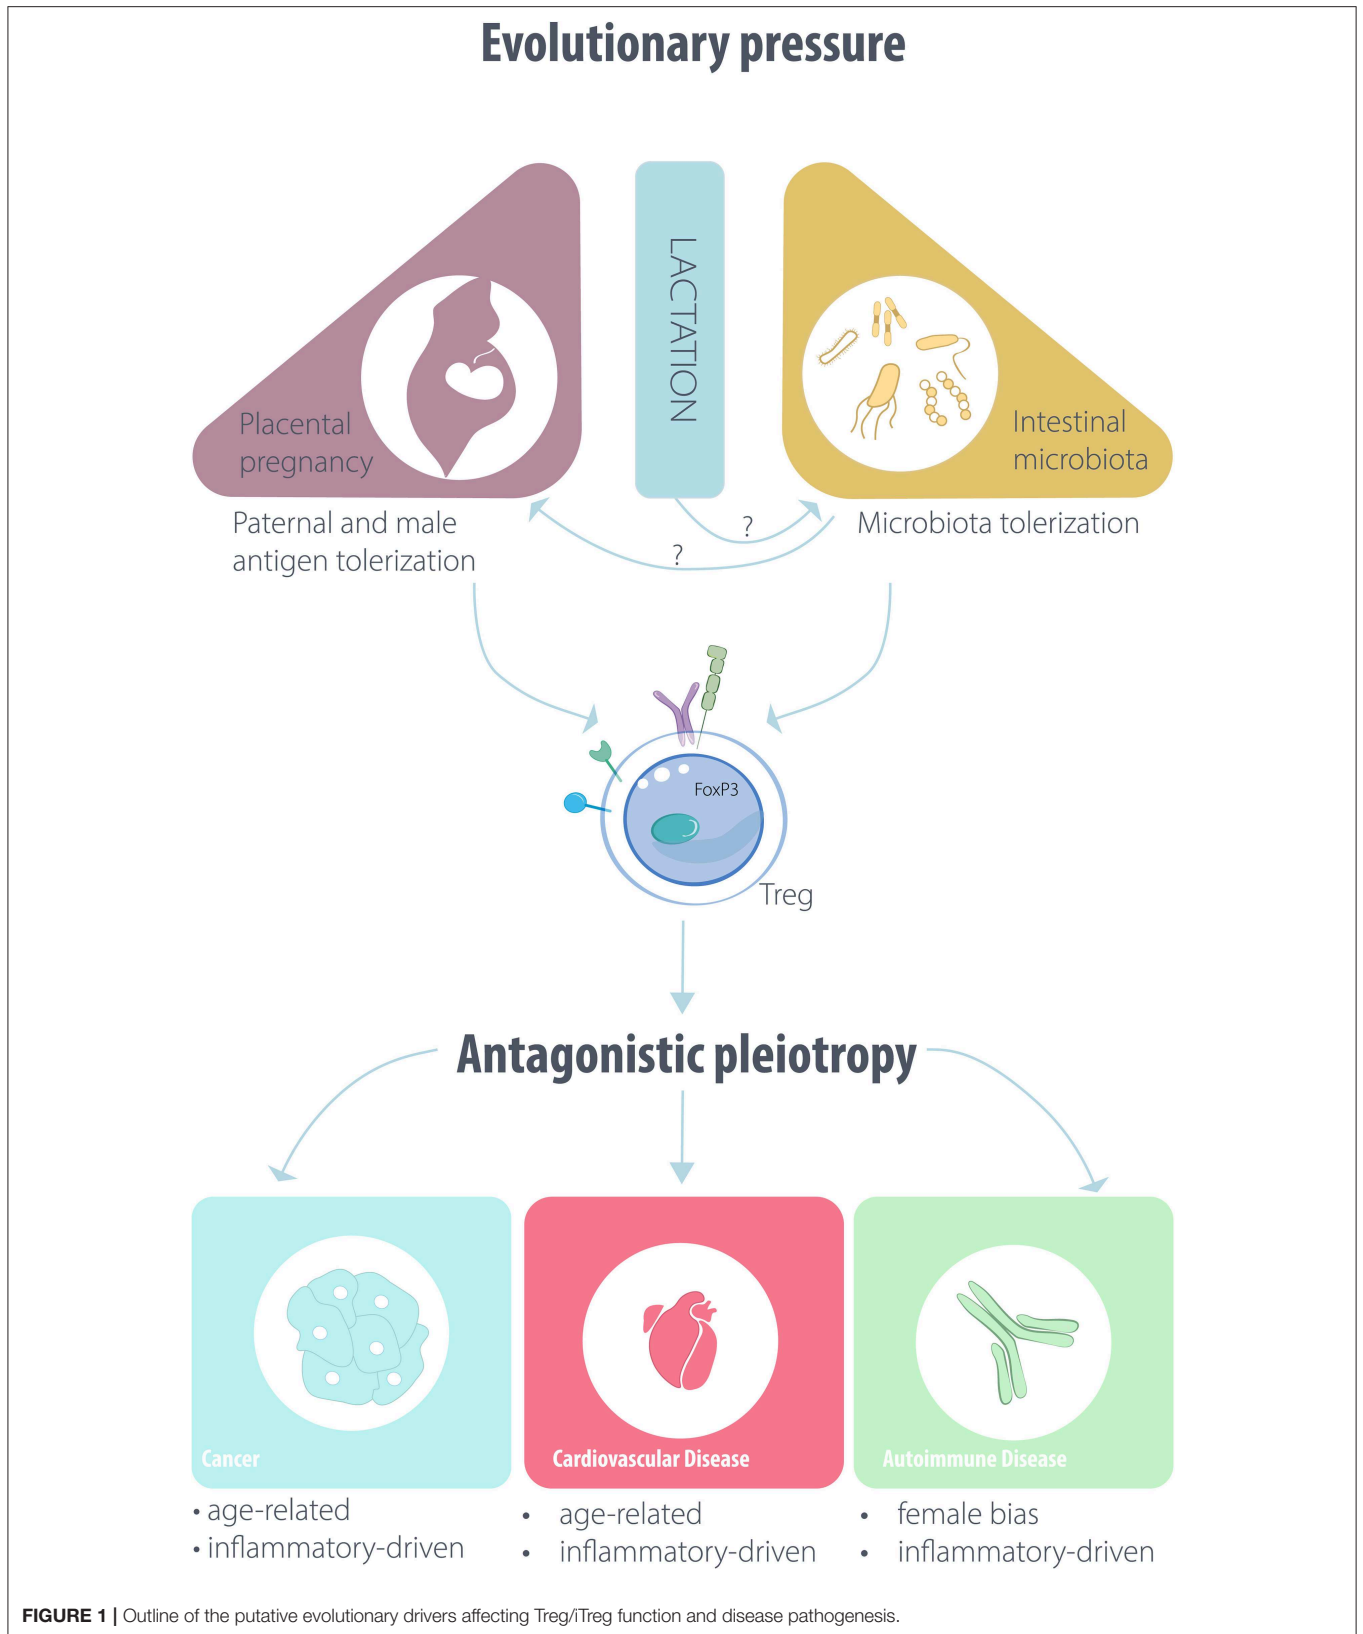 Evolutionary pressure
LACTATION
Placental
pregnancy
Intestinal
microbiota
Paternal and male
antigen tolerization
Microbiota tolerization
?
?
FoxP3
Treg
Antagonistic pleiotropy
Cancer
Cardiovascular Disease
Autoimmune Disease
• age-related
• inflammatory-driven
• age-related
• inflammatory-driven
• female bias
• inflammatory-driven
FIGURE 1 | Outline of the putative evolutionary drivers affecting Treg/iTreg function and disease pathogenesis.